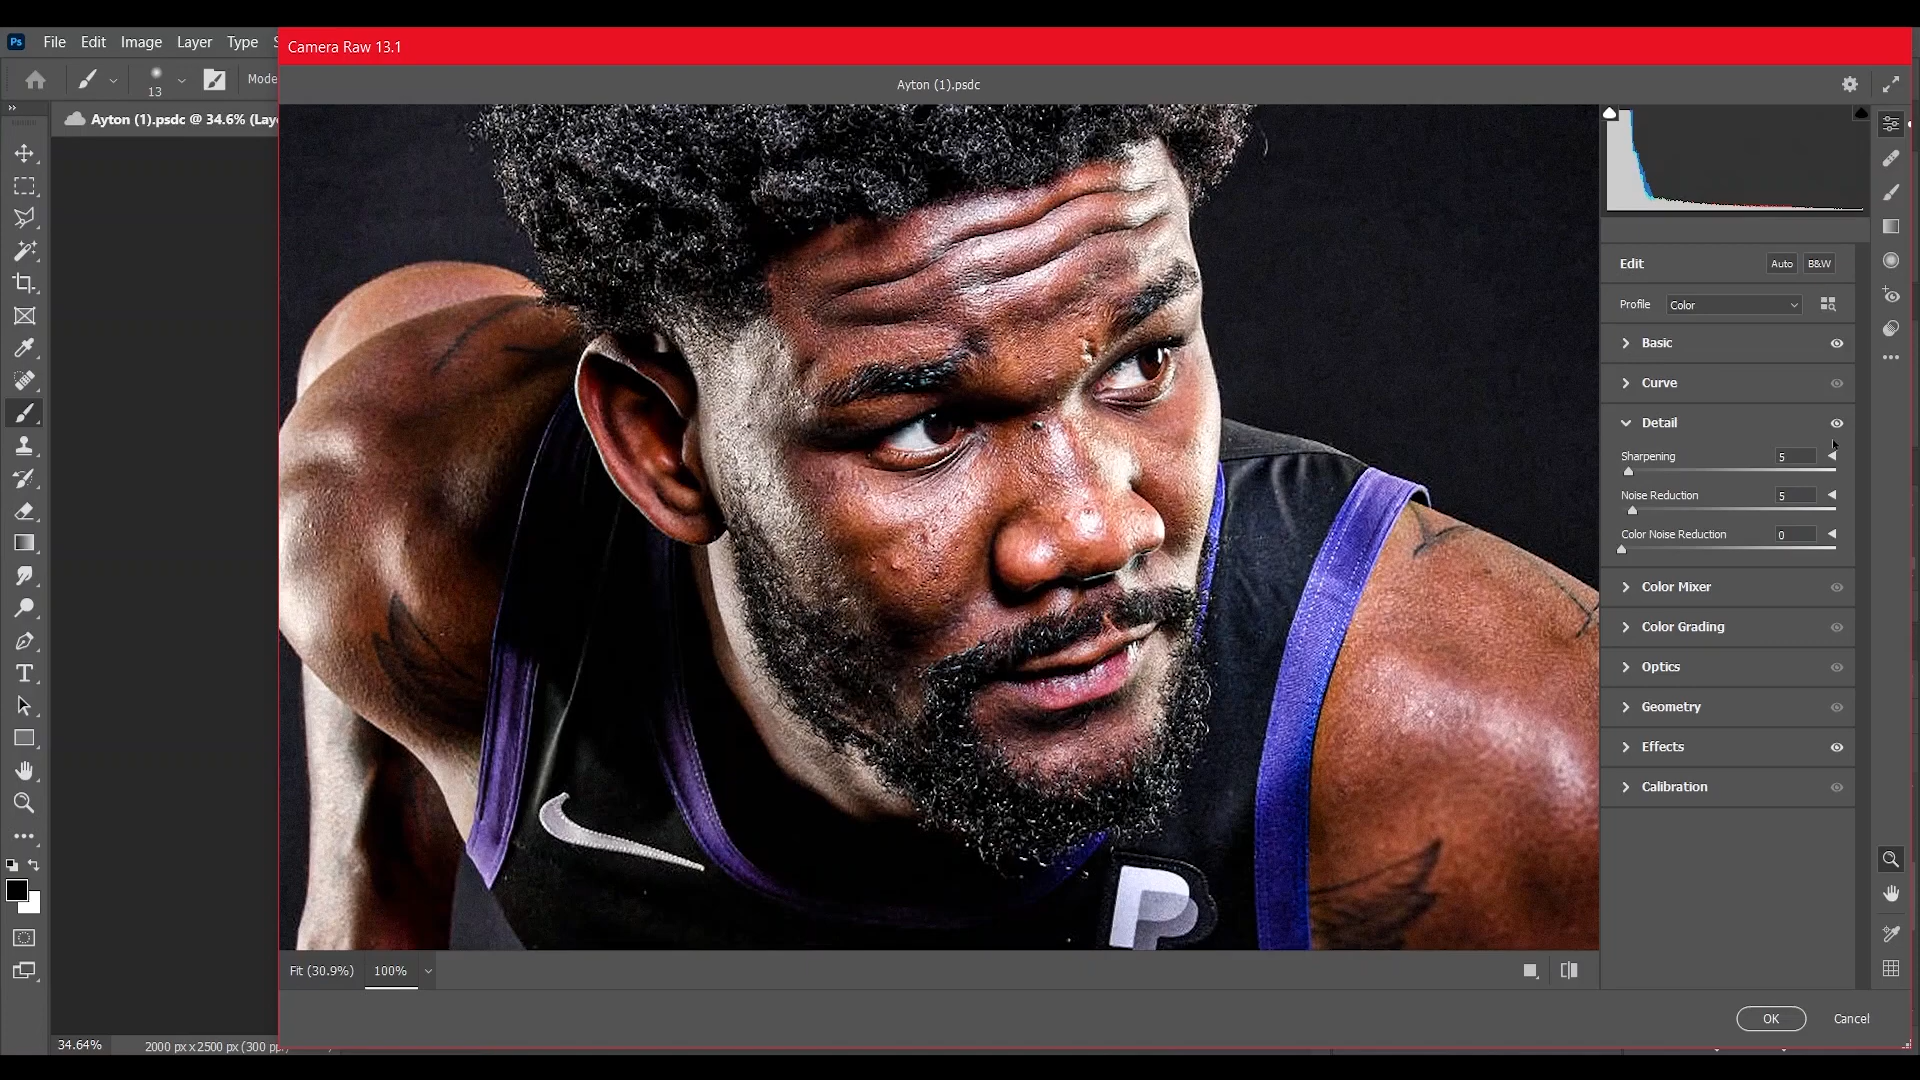 Ps File Edit Image Layer Type
Camera Raw 13.1
13
Mode
Ayton (1).psdc
Ayton (1).psdc @ 34.6% (Lay
Edit
Auto
B&W
Profile
Color
Basic
Curve
Detail
Sharpening
5
Noise Reduction
5
Color Noise Reduction
0
Color Mixer
Color Grading
Optics
Geometry
Effects
Calibration
P
Fit (30.9%)
100%
OK
Cancel
34.64%
2000 px x 2500 px (300 pp